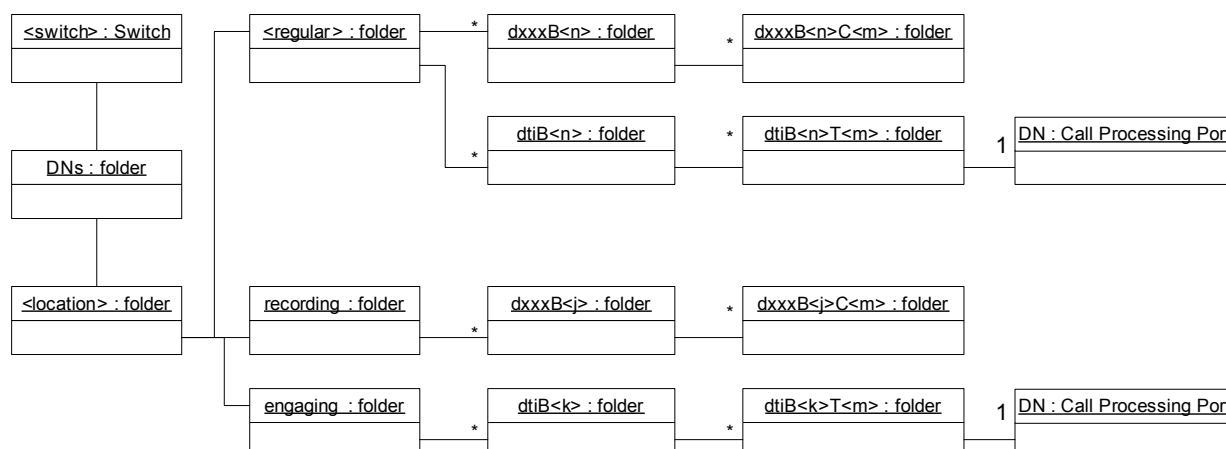 <switch> : Switch
<regular> : folder
*
dxxxB<n> : folder
*
dxxxB<n>C<m> : folder
dtiB<n> : folder
*
dtiB<n>T<m> : folder
*
1
DN : Call Processing Por
DNs : folder
<location> : folder
recording : folder
*
dxxxB<j> : folder
*
dxxxB<j>C<m> : folder
engaging : folder
*
dtiB<k> : folder
*
dtiB<k>T<m> : folder
1
DN : Call Processing Por